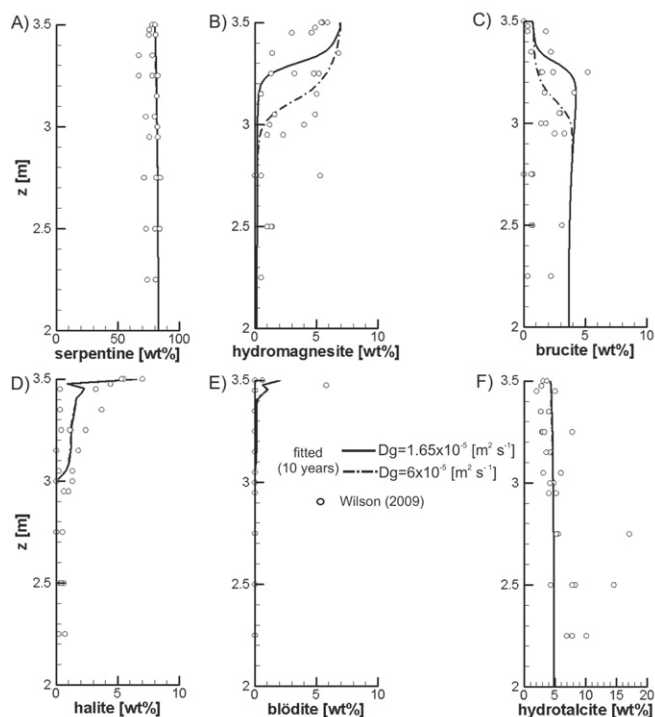 A)
3.5
3
2.5
2
z [m]
0 50 100
serpentine [wt%]
B)
3.5
3
2.5
2
0 5 10
hydromagnesite [wt%]
C)
3.5
3
2.5
2
0 5 10
brucite [wt%]
D)
3.5
3
2.5
2
z [m]
0 5 10
halite [wt%]
E)
3.5
3
2.5
2
0 5 10
blödite [wt%]
fitted
(10 years)
Dg=1.65x10⁻⁵ [m² s⁻¹]
Dg=6x10⁻⁵ [m² s⁻¹]
Wilson (2009)
F)
3.5
3
2.5
2
0 5 10 15 20
hydrotalcite [wt%]